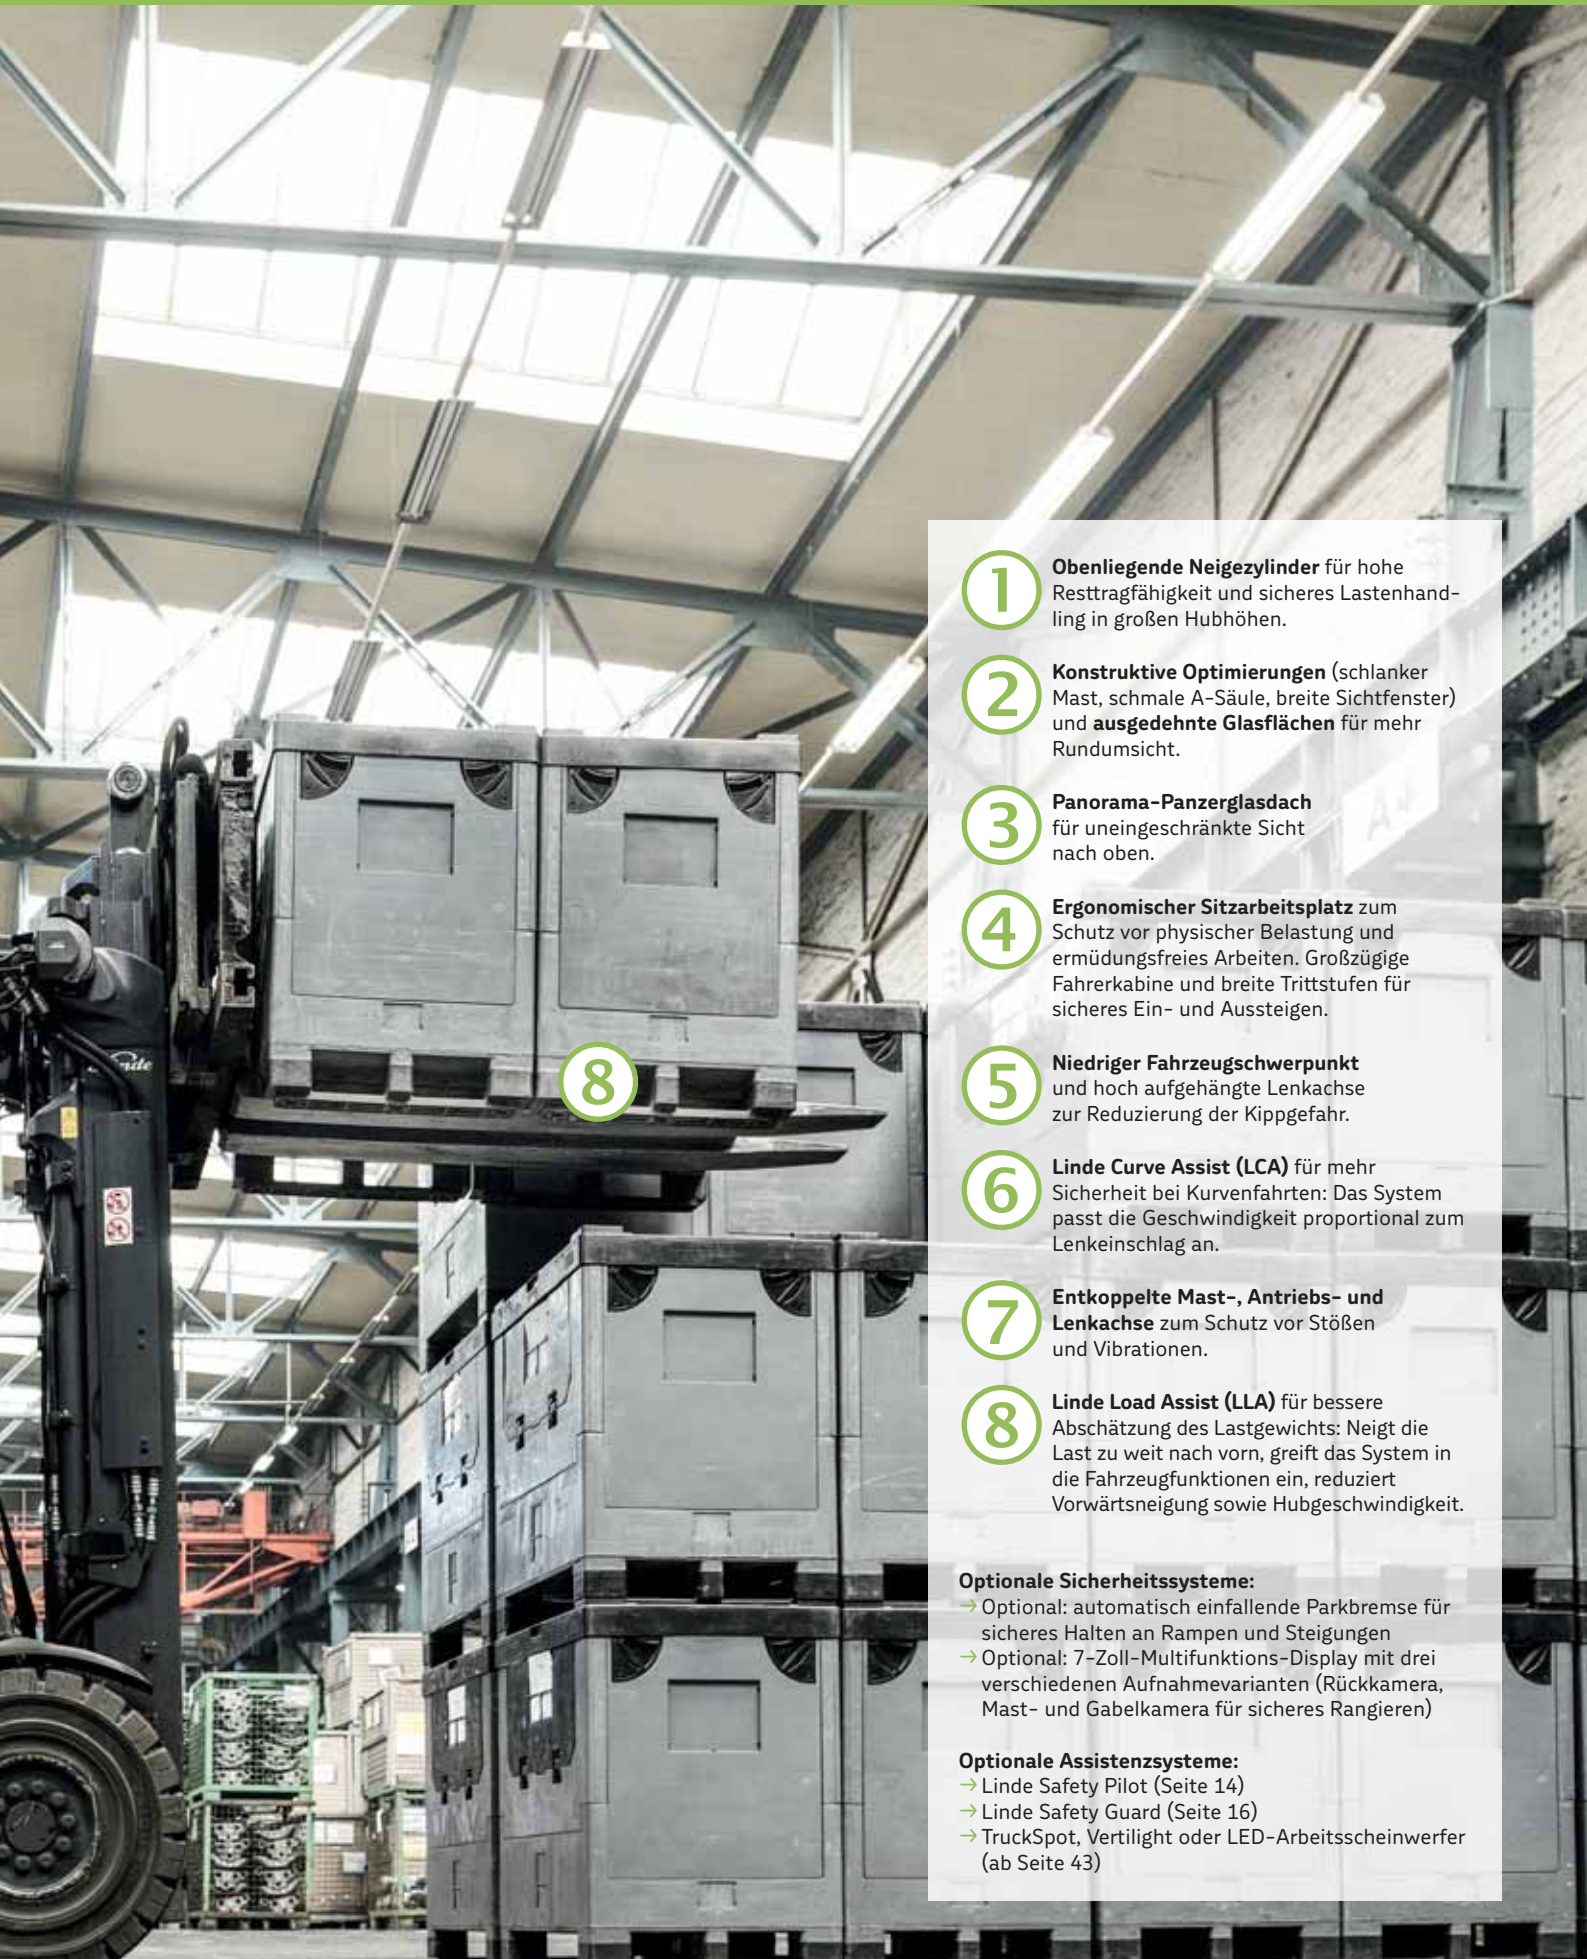 1
Obenliegende Neigezylinder für hohe
Resttragfähigkeit und sicheres Lastenhand-
ling in großen Hubhöhen.
2
Konstruktive Optimierungen (schlanker
Mast, schmale A-Säule, breite Sichtfenster)
und ausgedehnte Glasflächen für mehr
Rundumsicht.
3
Panorama-Panzerglasdach
für uneingeschränkte Sicht
nach oben.
4
Ergonomischer Sitzarbeitsplatz zum
Schutz vor physischer Belastung und
ermüdungsfreies Arbeiten. Großzügige
Fahrerkabine und breite Trittstufen für
sicheres Ein- und Aussteigen.
5
Niedriger Fahrzeugschwerpunkt
und hoch aufgehängte Lenkachse
zur Reduzierung der Kippgefahr.
6
Linde Curve Assist (LCA) für mehr
Sicherheit bei Kurvenfahrten: Das System
passt die Geschwindigkeit proportional zum
Lenkeinschlag an.
7
Entkoppelte Mast-, Antriebs- und
Lenkachse zum Schutz vor Stößen
und Vibrationen.
8
Linde Load Assist (LLA) für bessere
Abschätzung des Lastgewichts: Neigt die
Last zu weit nach vorn, greift das System in
die Fahrzeugfunktionen ein, reduziert
Vorwärtsneigung sowie Hubgeschwindigkeit.
Optionale Sicherheitssysteme:
→ Optional: automatisch einfallende Parkbremse für
sicheres Halten an Rampen und Steigungen
→ Optional: 7-Zoll-Multifunktions-Display mit drei
verschiedenen Aufnahmevarianten (Rückkamera,
Mast- und Gabelkamera für sicheres Rangieren)
Optionale Assistenzsysteme:
→ Linde Safety Pilot (Seite 14)
→ Linde Safety Guard (Seite 16)
→ TruckSpot, Vertilight oder LED-Arbeitsscheinwerfer
(ab Seite 43)
8